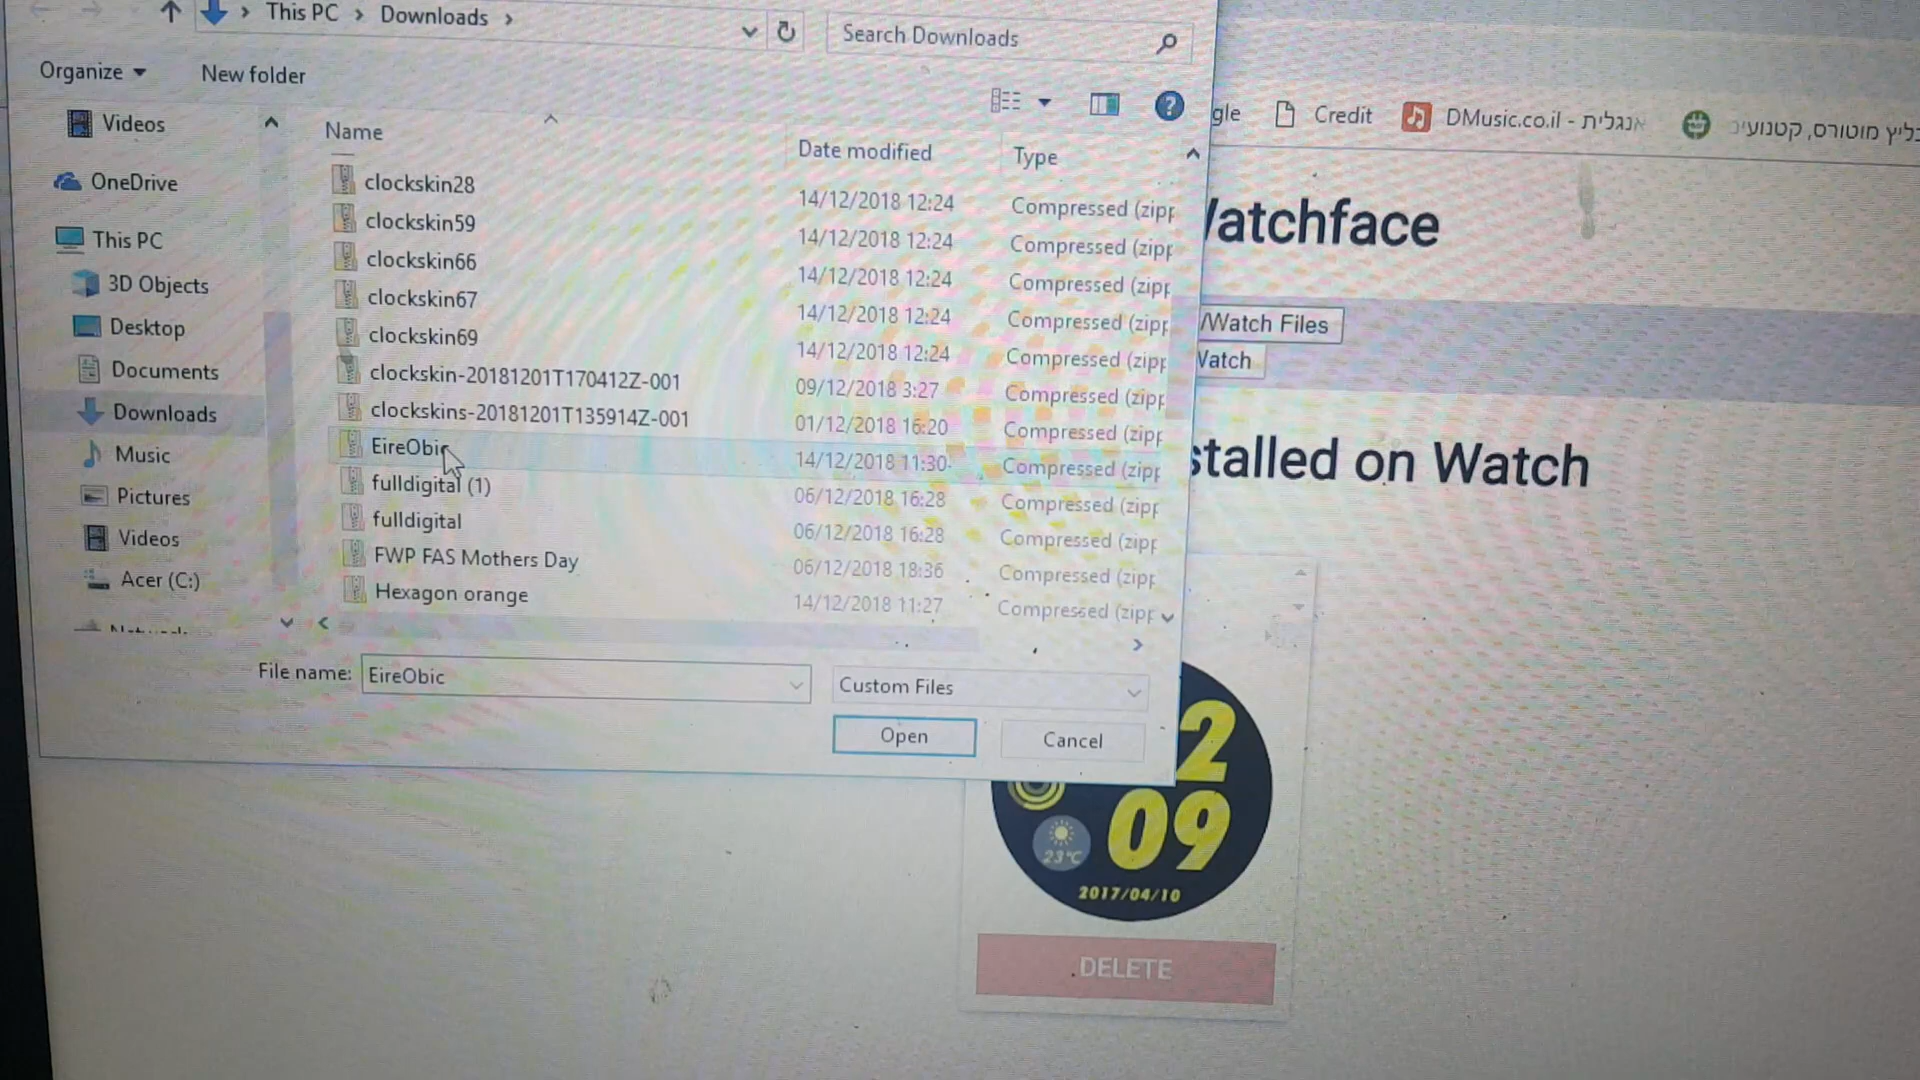 This PC > Downloads >
Search Downloads
Organize
New folder
Name
Date modified
Type
clockskin28 14/12/2018 12:24 Compressed (zipp
clockskin59 14/12/2018 12:24 Compressed (zipp
clockskin66 14/12/2018 12:24 Compressed (zipp
clockskin67 14/12/2018 12:24 Compressed (zipp
clockskin69 14/12/2018 12:24 Compressed (zipp
clockskin-20181201T170412Z-001 09/12/2018 3:27 Compressed (zipp
clockskins-20181201T135914Z-001 01/12/2018 16:20 Compressed (zipp
EireObic 14/12/2018 11:30 Compressed (zipp
fulldigital (1) 06/12/2018 16:28 Compressed (zipp
fulldigital 06/12/2018 16:28 Compressed (zipp
FWP FAS Mothers Day 06/12/2018 18:36 Compressed (zipp
Hexagon orange 14/12/2018 11:27 Compressed (zipp
Videos
OneDrive
This PC
3D Objects
Desktop
Documents
Downloads
Music
Pictures
Videos
Acer (C:)
File name: EireObic
Custom Files
Open
Cancel
gle
Credit
DMusic.co.il - אנגלית
בליץ מוטורס, קטנועים
Watchface
/Watch Files
Watch
stalled on Watch
2
09
23°C
2017/04/10
DELETE